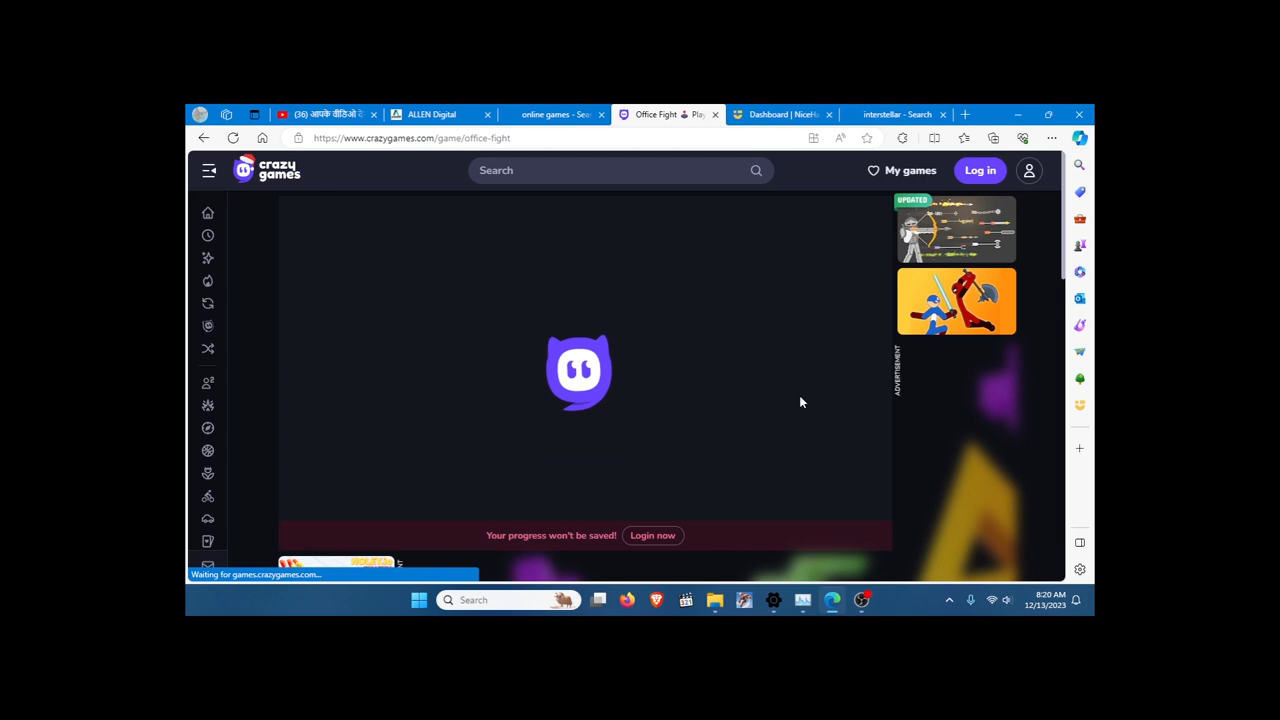 (36) आपके वीडियो दे
ALLEN Digital
online games - Sea
Office Fight
Play
Dashboard | NiceHa
interstellar - Search
https://www.crazygames.com/game/office-fight
crazy
games
Search
My games
Log in
UPDATED
ADVERTISEMENT
Your progress won't be saved!
Login now
Waiting for games.crazygames.com...
Search
8:20 AM
12/13/2023